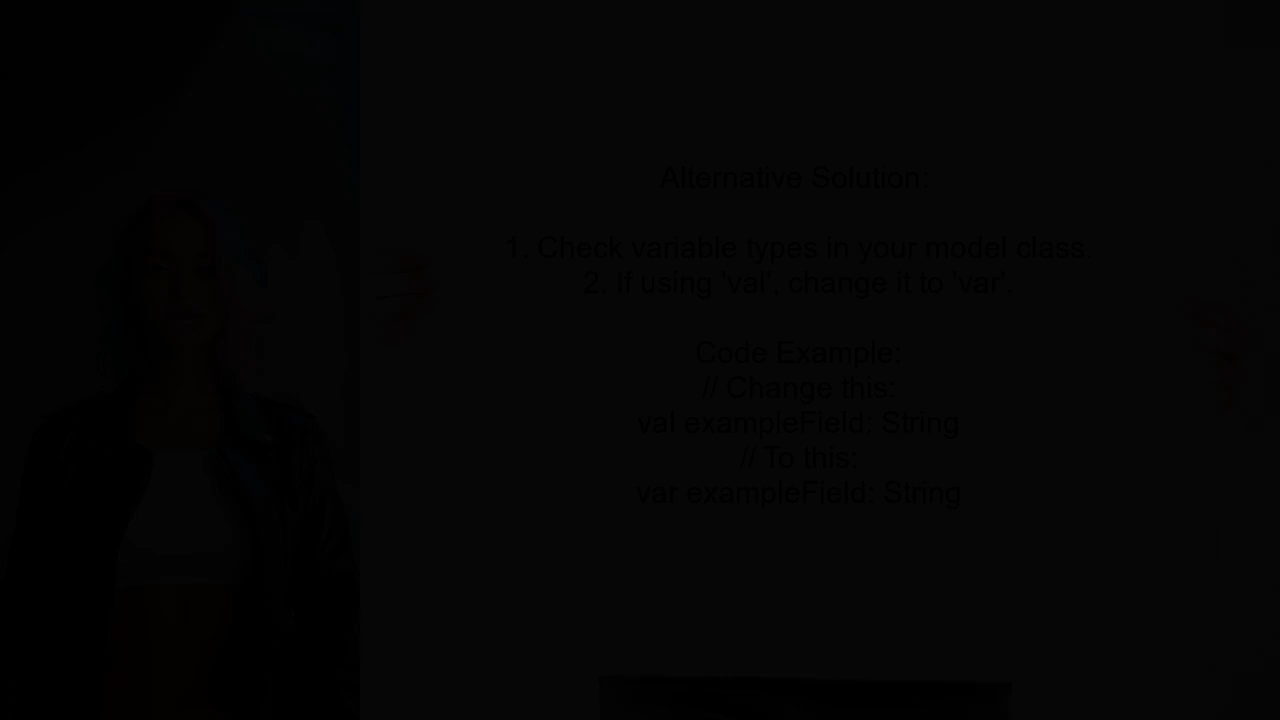 Alternative Solution:
1. Check variable types in your model class.
2. If using 'val', change it to 'var'.
Code Example:
// Change this:
val exampleField: String
// To this:
var exampleField: String